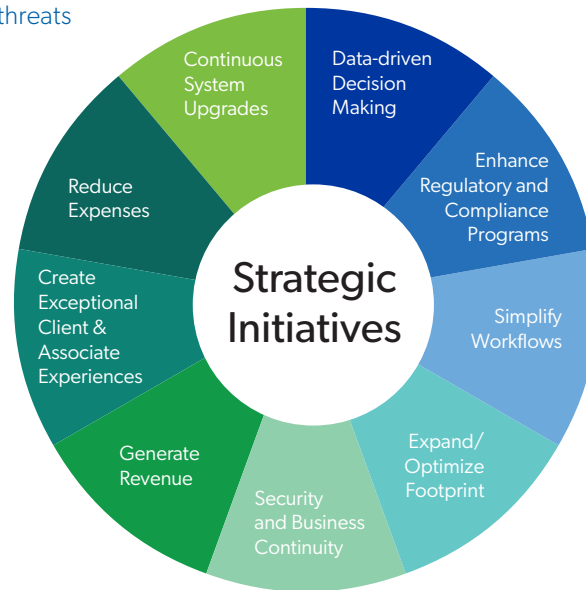 threats
Continuous
System
Upgrades
Data-driven
Decision
Making
Enhance
Regulatory and
Compliance
Programs
Simplify
Workflows
Expand/
Optimize
Footprint
Security
and Business
Continuity
Generate
Revenue
Create
Exceptional
Client &
Associate
Experiences
Reduce
Expenses
Strategic
Initiatives